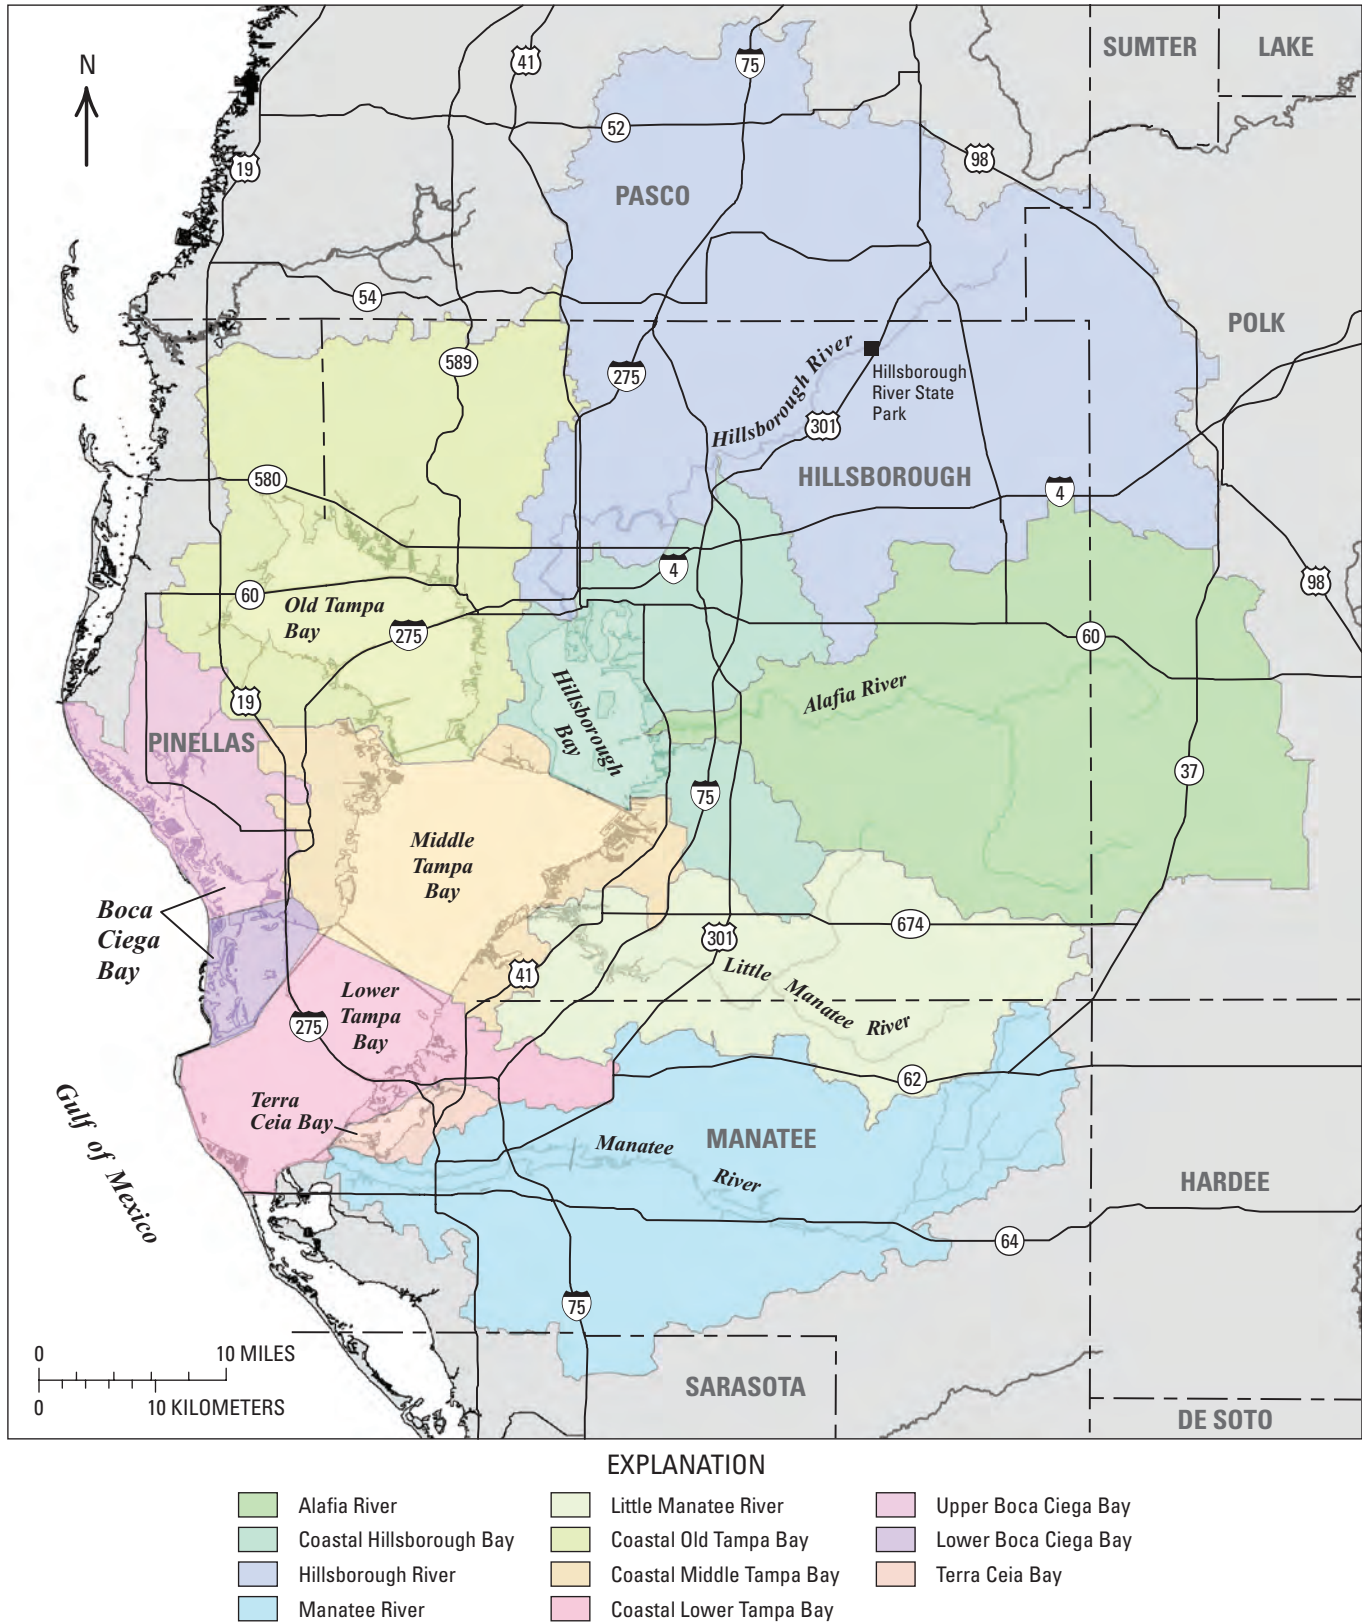 SUMTER
LAKE
N
41
75
52
98
19
PASCO
54
POLK
589
275
Hillsborough River
Hillsborough
River State
Park
301
580
HILLSBOROUGH
4
4
98
60
Old Tampa
Bay
275
60
Hillsborough
Bay
Alafia River
19
PINELLAS
37
75
Middle
Tampa
Bay
Boca
Ciega
Bay
674
301
41
Little Manatee River
Lower
Tampa
Bay
275
62
Terra
Ceia Bay
Gulf of Mexico
Manatee River
MANATEE
HARDEE
64
75
0 10 MILES
0 10 KILOMETERS
SARASOTA
DE SOTO
EXPLANATION
Alafia River
Coastal Hillsborough Bay
Hillsborough River
Manatee River
Little Manatee River
Coastal Old Tampa Bay
Coastal Middle Tampa Bay
Coastal Lower Tampa Bay
Upper Boca Ciega Bay
Lower Boca Ciega Bay
Terra Ceia Bay